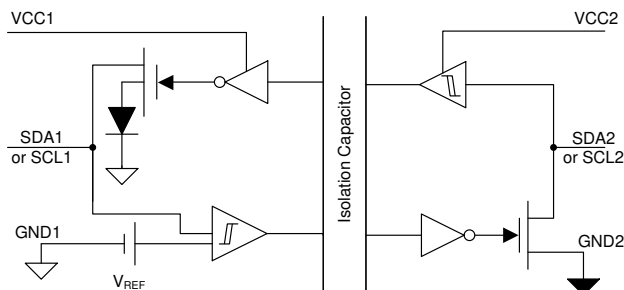 VCC1
VCC2
SDA1
or SCL1
Isolation Capacitor
SDA2
or SCL2
GND1
GND2
VREF